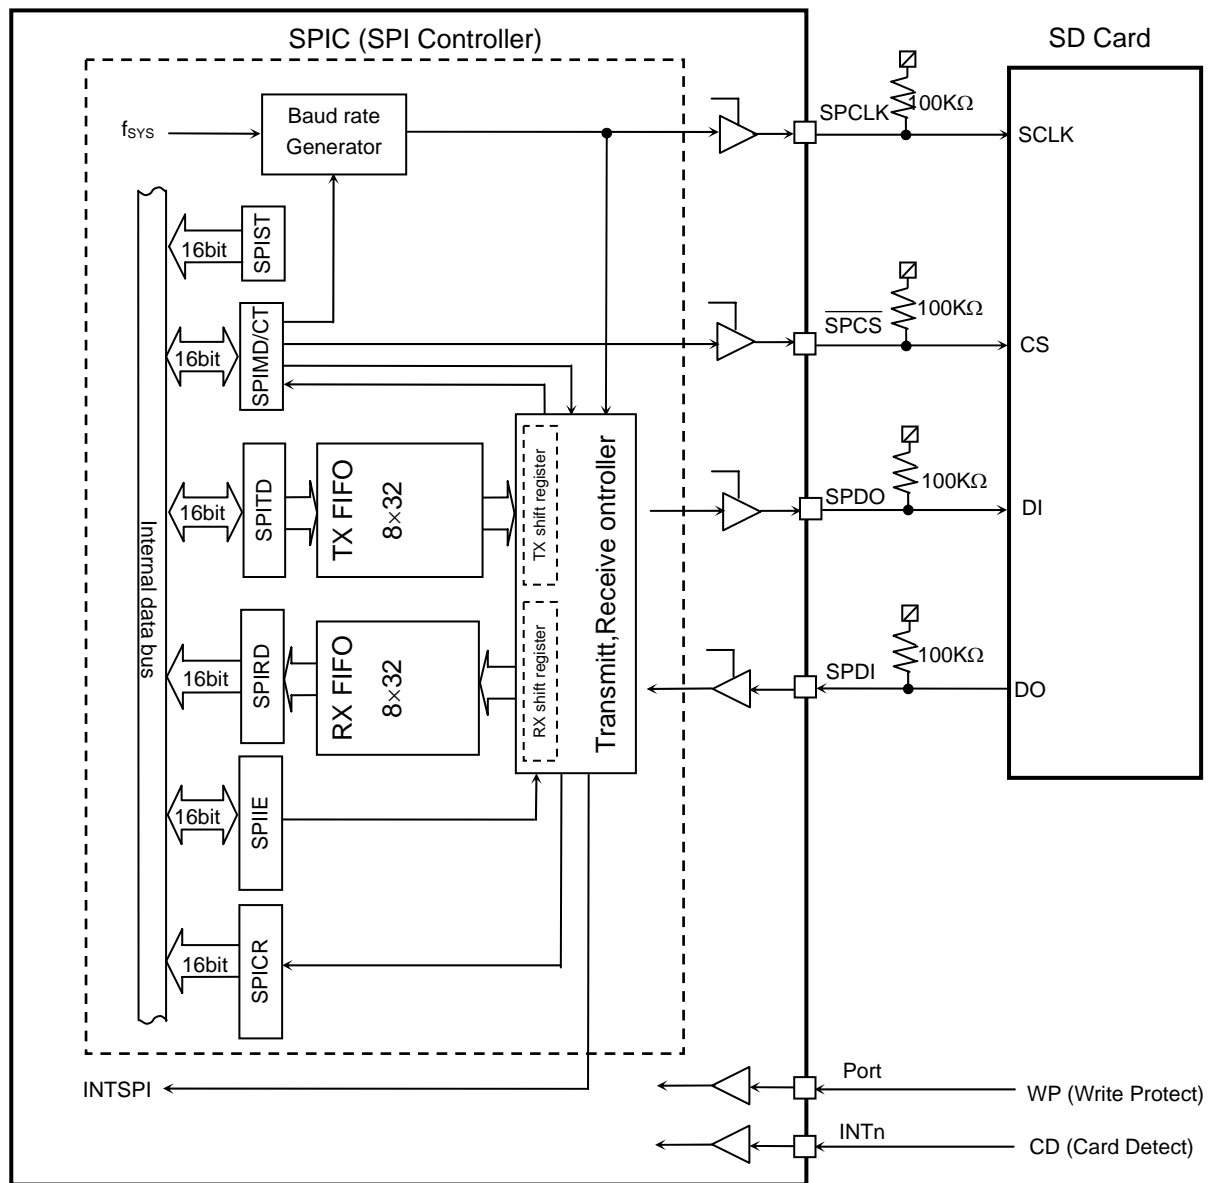 SPIC (SPI Controller)
SD Card
fSYS
Baud rate
Generator
SPCLK
100KΩ
SCLK
16bit
SPIST
16bit
SPIMD/CT
SPCS
100KΩ
CS
Internal data bus
16bit
SPITD
TX FIFO
8×32
TX shift register
Transmitt,Receive ontroller
SPDO
100KΩ
DI
16bit
SPIRD
RX FIFO
8×32
RX shift register
SPDI
100KΩ
DO
16bit
SPIIE
16bit
SPICR
INTSPI
Port
WP (Write Protect)
INTn
CD (Card Detect)